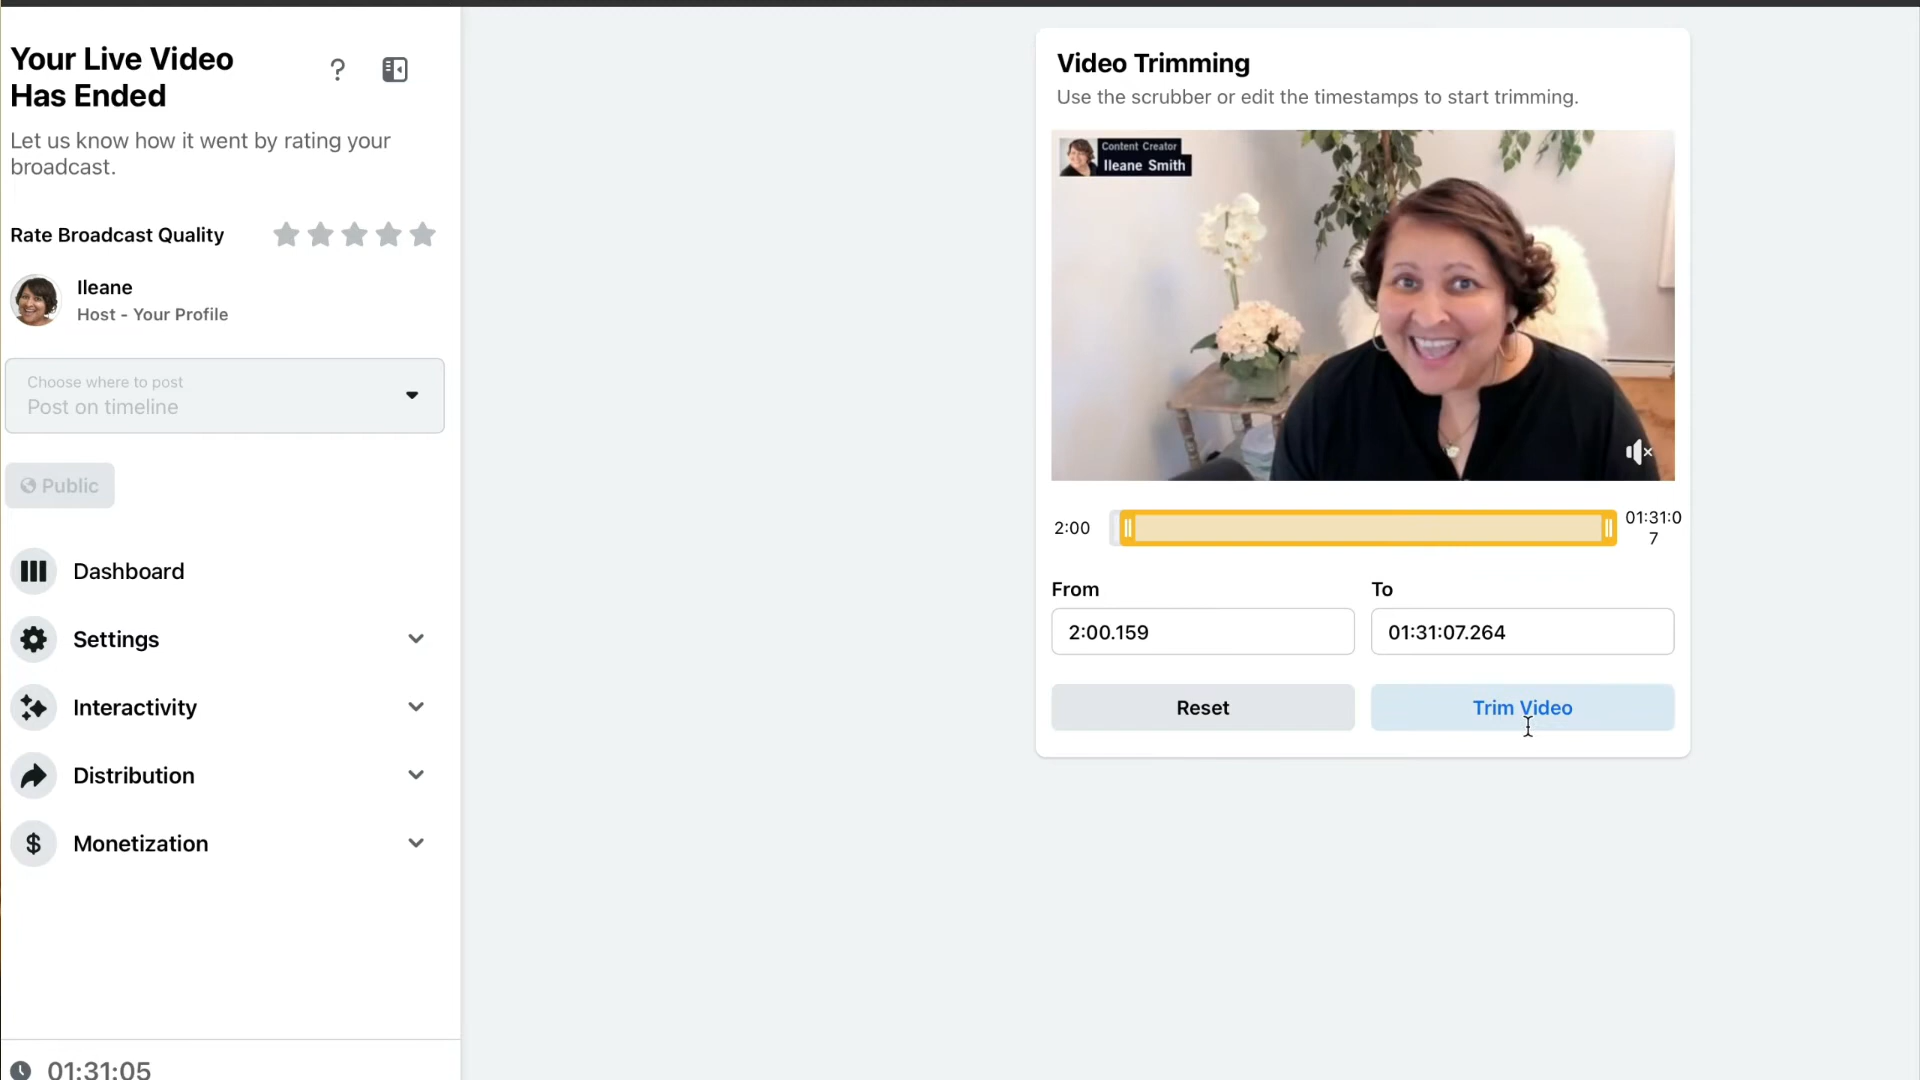 Your Live Video
Has Ended
?
Let us know how it went by rating your
broadcast.
Rate Broadcast Quality
Ileane
Host - Your Profile
Choose where to post
Post on timeline
Public
Dashboard
Settings
Interactivity
Distribution
$ Monetization
01:31:05
Video Trimming
Use the scrubber or edit the timestamps to start trimming.
Content Creator
Ileane Smith
2:00
01:31:0
7
From
To
2:00.159
01:31:07.264
Reset
Trim Video